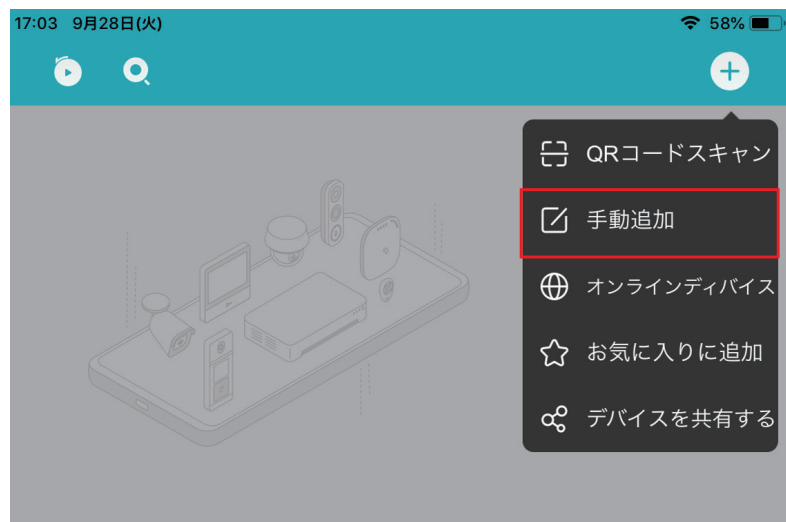 17:03 9月28日(火) 58%
QRコードスキャン
手動追加
オンラインディバイス
お気に入りに追加
デバイスを共有する